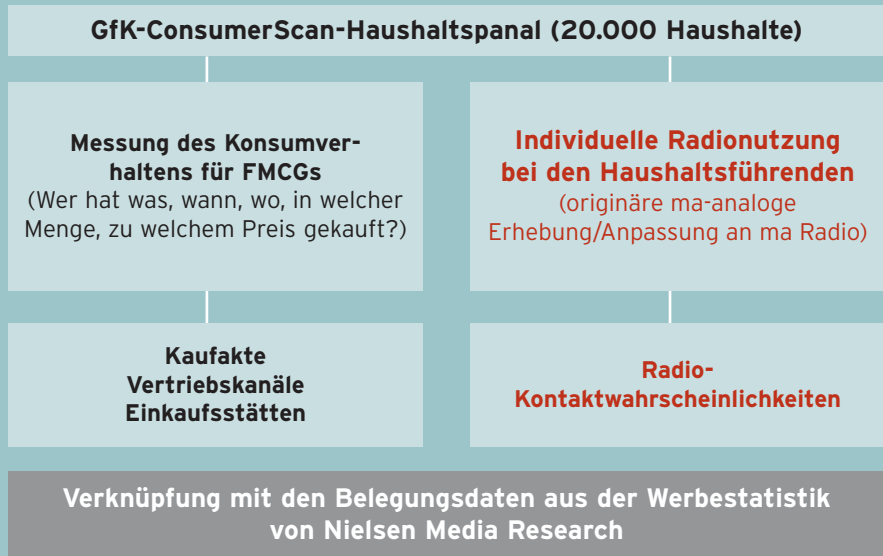 GfK-ConsumerScan-Haushaltspanal (20.000 Haushalte)
Messung des Konsumver-
haltens für FMCGs
(Wer hat was, wann, wo, in welcher
Menge, zu welchem Preis gekauft?)
Individuelle Radionutzung
bei den Haushaltsführenden
(originäre ma-analoge
Erhebung/Anpassung an ma Radio)
Kaufakte
Vertriebskanäle
Einkaufsstätten
Radio-
Kontaktwahrscheinlichkeiten
Verknüpfung mit den Belegungsdaten aus der Werbestatistik
von Nielsen Media Research